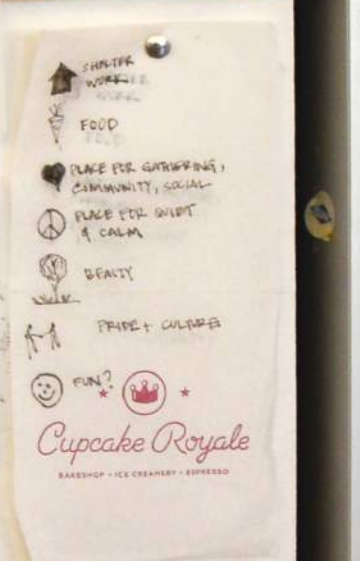 SHELTER
WORK
FOOD
PLACE FOR GATHERING,
COMMUNITY, SOCIAL
PLACE FOR QUIET
& CALM
BEAUTY
PRIDE + CULTURE
FUN?
Cupcake Royale
BAKESHOP • ICE CREAMERY • ESPRESSO